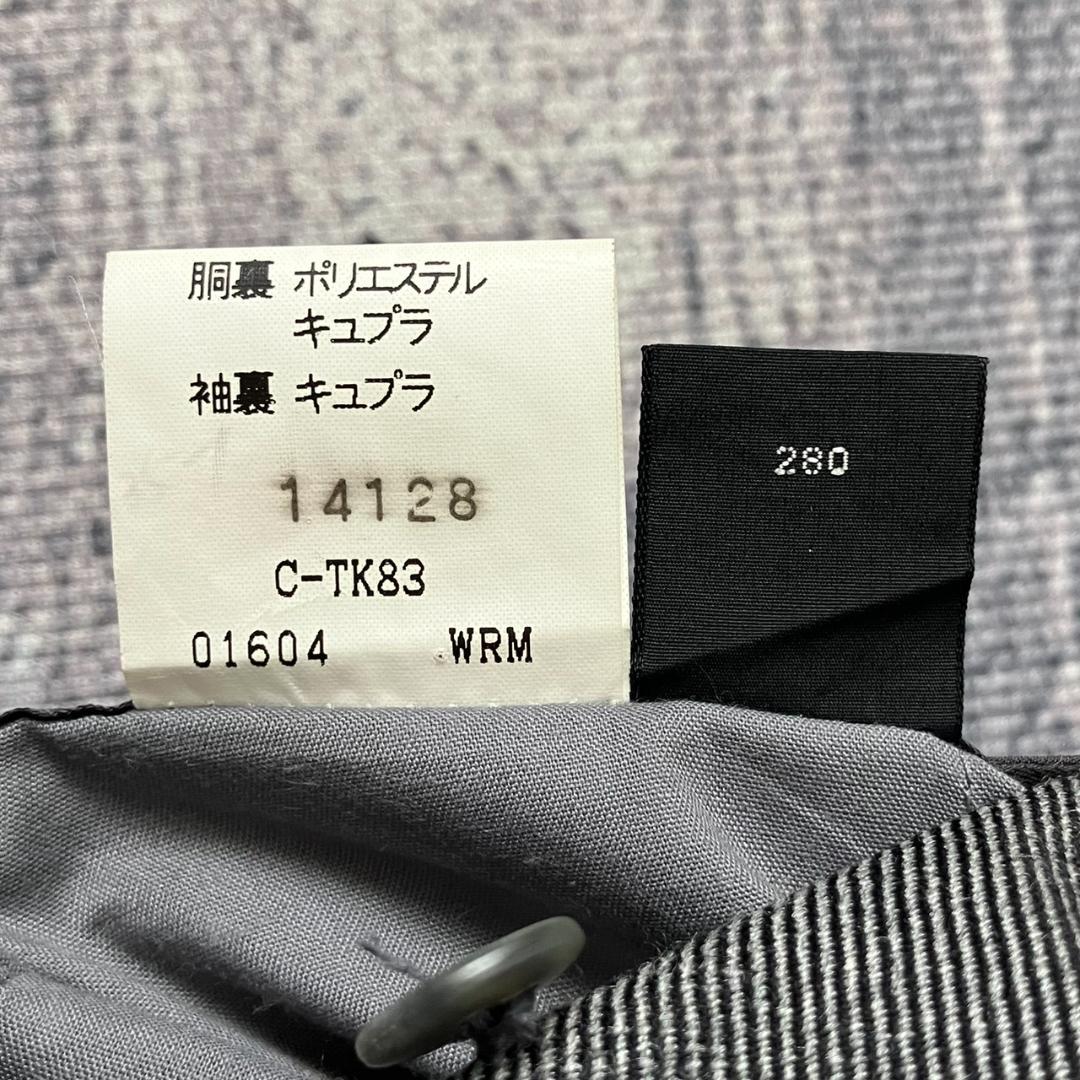 胴裏 ポリエステル
キュプラ
袖裏 キュプラ
14128
C-TK83
01604 WRM
280